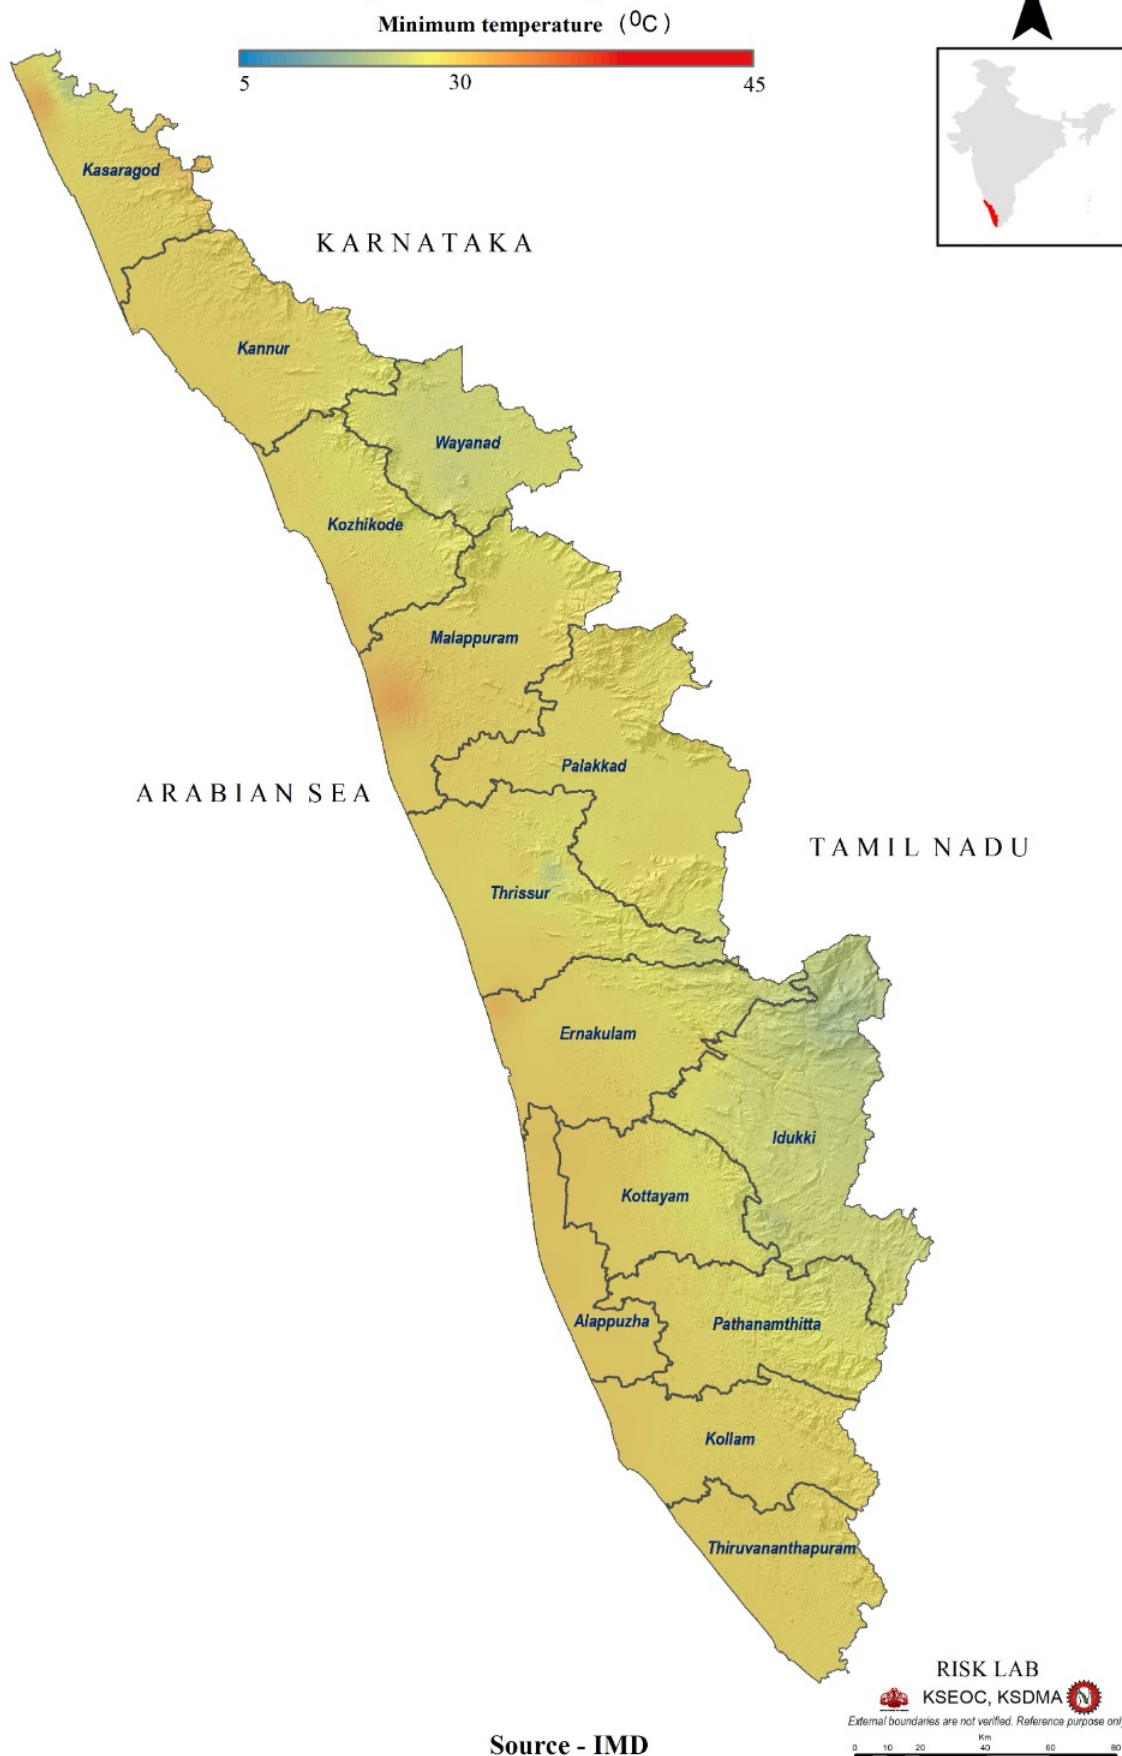 Minimum temperature (⁰C)
5 30 45
Kasaragod
KARNATAKA
Kannur
Wayanad
Kozhikode
Malappuram
Palakkad
ARABIAN SEA
TAMIL NADU
Thrissur
Ernakulam
Idukki
Kottayam
Alappuzha
Pathanamthitta
Kollam
Thiruvananthapuram
RISK LAB
KSEOC, KSDMA
External boundaries are not verified. Reference purpose only
Km
0 10 20 40 60 80
Source - IMD